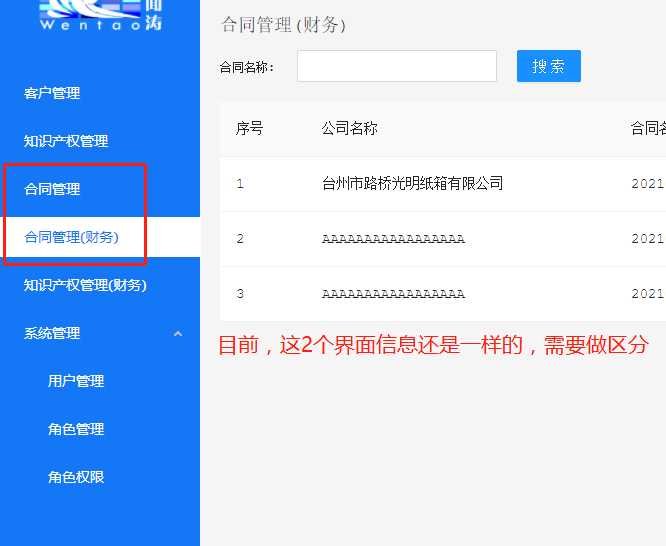 闻涛
Wentao
客户管理
知识产权管理
合同管理
合同管理(财务)
知识产权管理(财务)
系统管理
用户管理
角色管理
角色权限
合同管理(财务)
合同名称：
搜 索
序号
公司名称
合同名
1
台州市路桥光明纸箱有限公司
2021
2
AAAAAAAAAAAAAAAAA
2021
3
AAAAAAAAAAAAAAAAA
2021
目前，这2个界面信息还是一样的，需要做区分